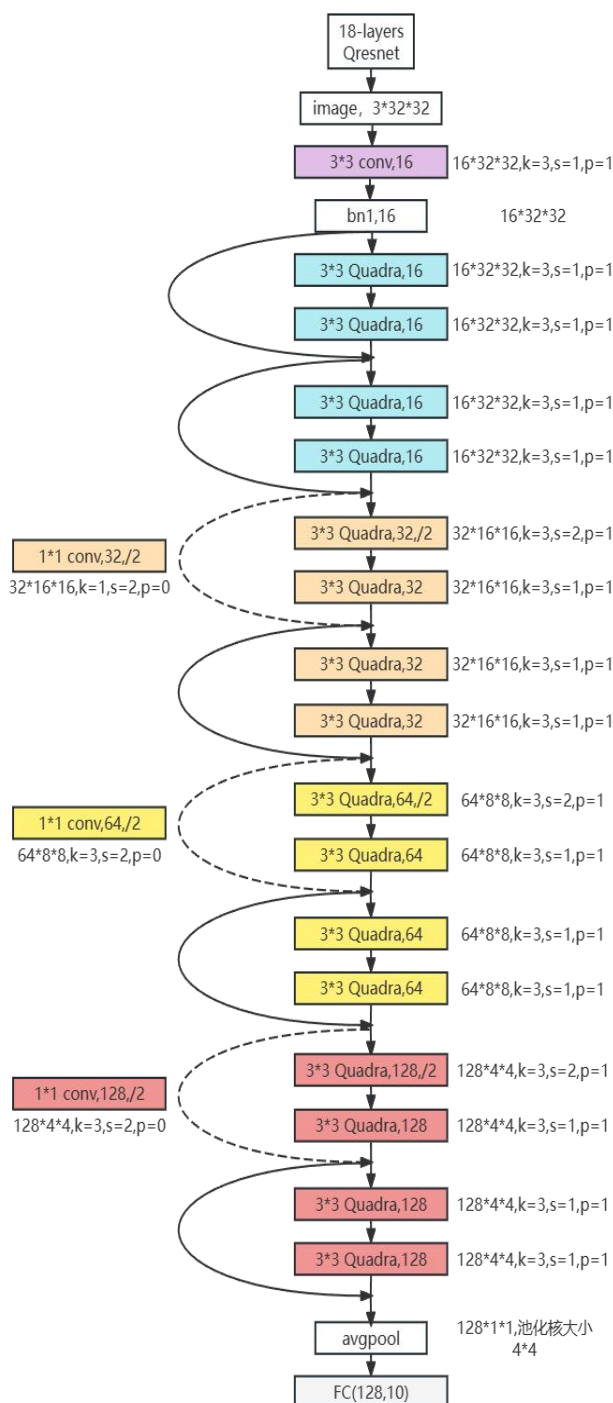 18-layers
Qresnet
image，3*32*32
3*3 conv,16
16*32*32,k=3,s=1,p=1
bn1,16
16*32*32
3*3 Quadra,16
16*32*32,k=3,s=1,p=1
3*3 Quadra,16
16*32*32,k=3,s=1,p=1
3*3 Quadra,16
16*32*32,k=3,s=1,p=1
3*3 Quadra,16
16*32*32,k=3,s=1,p=1
3*3 Quadra,32,/2
32*16*16,k=3,s=2,p=1
1*1 conv,32,/2
32*16*16,k=1,s=2,p=0
3*3 Quadra,32
32*16*16,k=3,s=1,p=1
3*3 Quadra,32
32*16*16,k=3,s=1,p=1
3*3 Quadra,32
32*16*16,k=3,s=1,p=1
3*3 Quadra,64,/2
64*8*8,k=3,s=2,p=1
1*1 conv,64,/2
64*8*8,k=3,s=2,p=0
3*3 Quadra,64
64*8*8,k=3,s=1,p=1
3*3 Quadra,64
64*8*8,k=3,s=1,p=1
3*3 Quadra,64
64*8*8,k=3,s=1,p=1
3*3 Quadra,128,/2
128*4*4,k=3,s=2,p=1
1*1 conv,128,/2
128*4*4,k=3,s=2,p=0
3*3 Quadra,128
128*4*4,k=3,s=1,p=1
3*3 Quadra,128
128*4*4,k=3,s=1,p=1
3*3 Quadra,128
128*4*4,k=3,s=1,p=1
avgpool
128*1*1,池化核大小
4*4
FC(128,10)